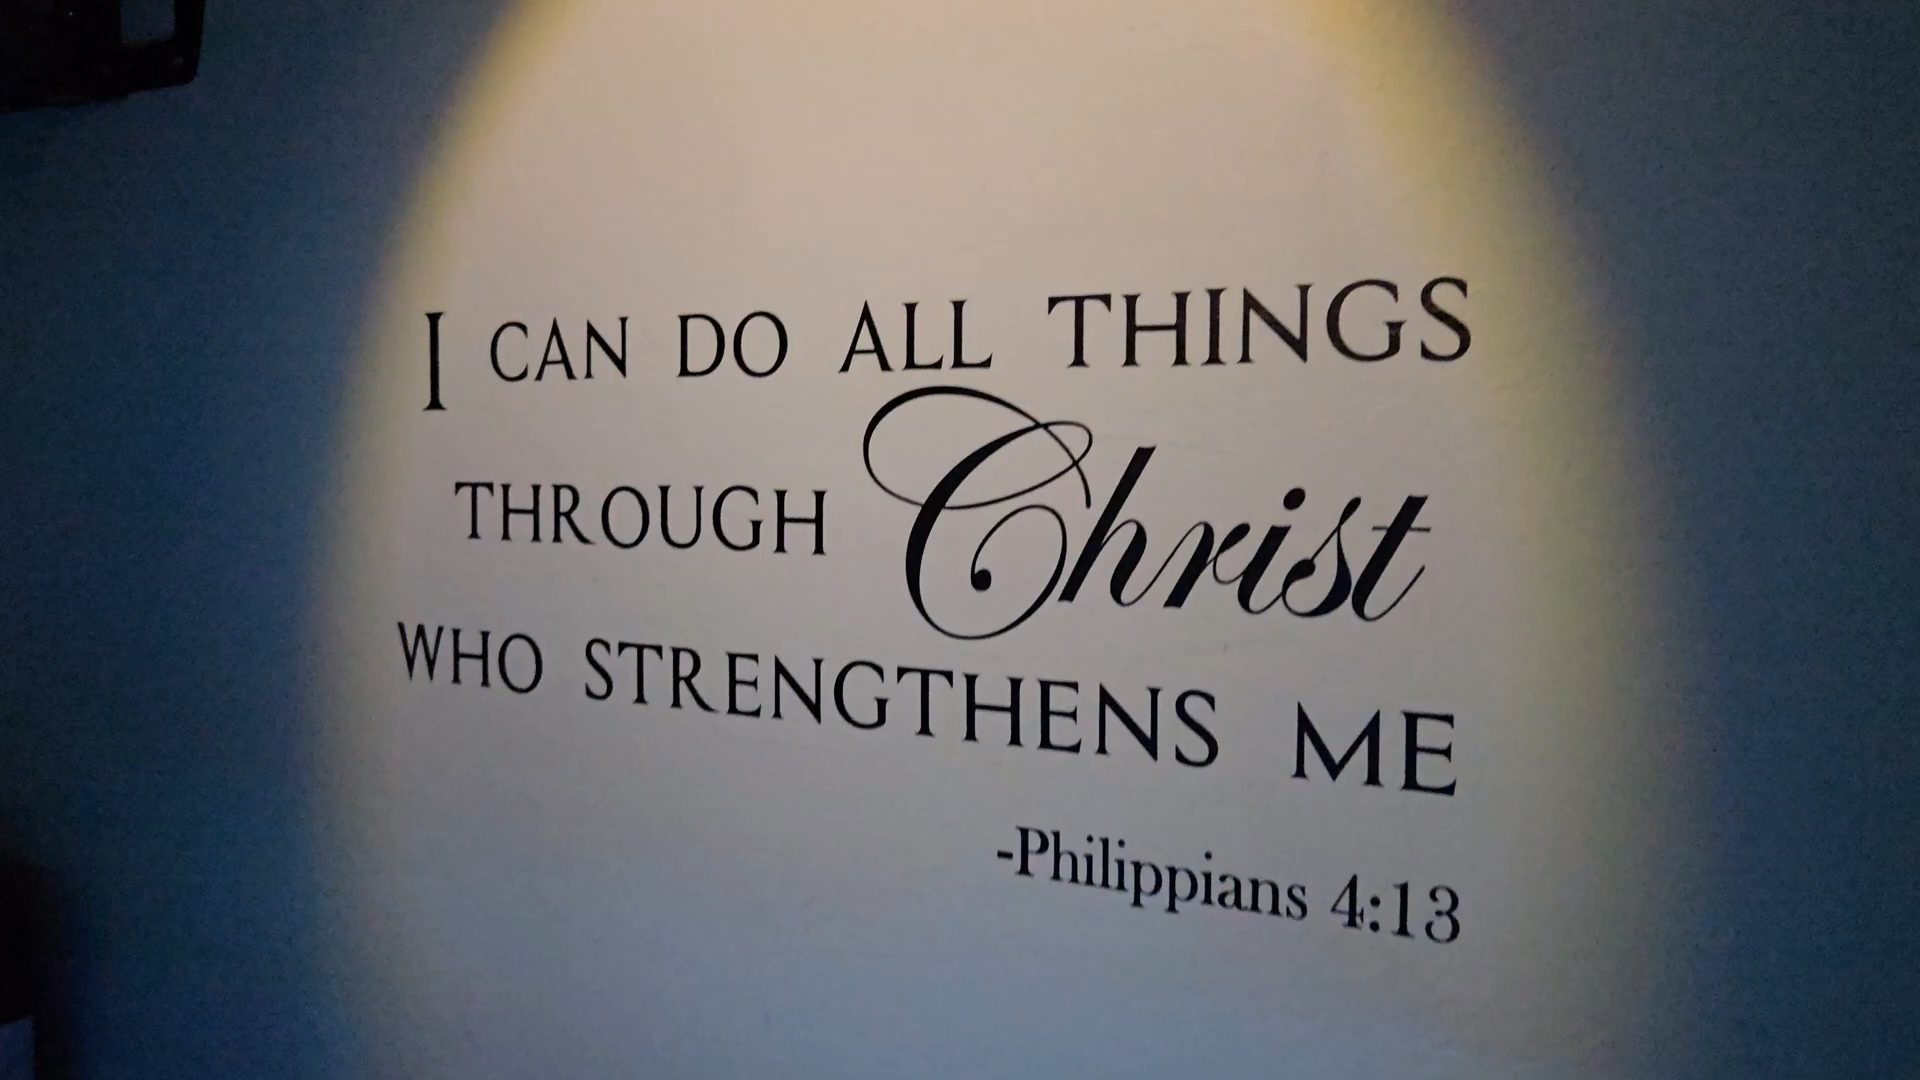 I CAN DO ALL THINGS
THROUGH Christ
WHO STRENGTHENS ME
-Philippians 4:13